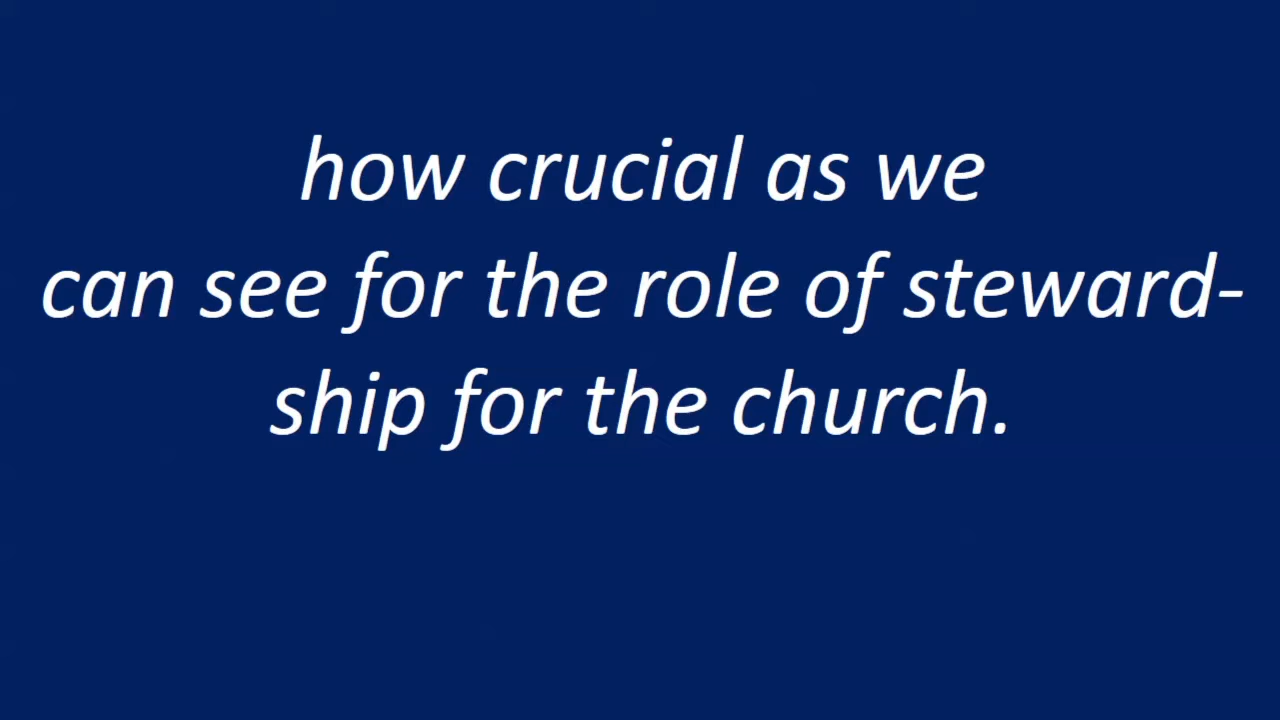 how crucial as we
can see for the role of steward-
ship for the church.